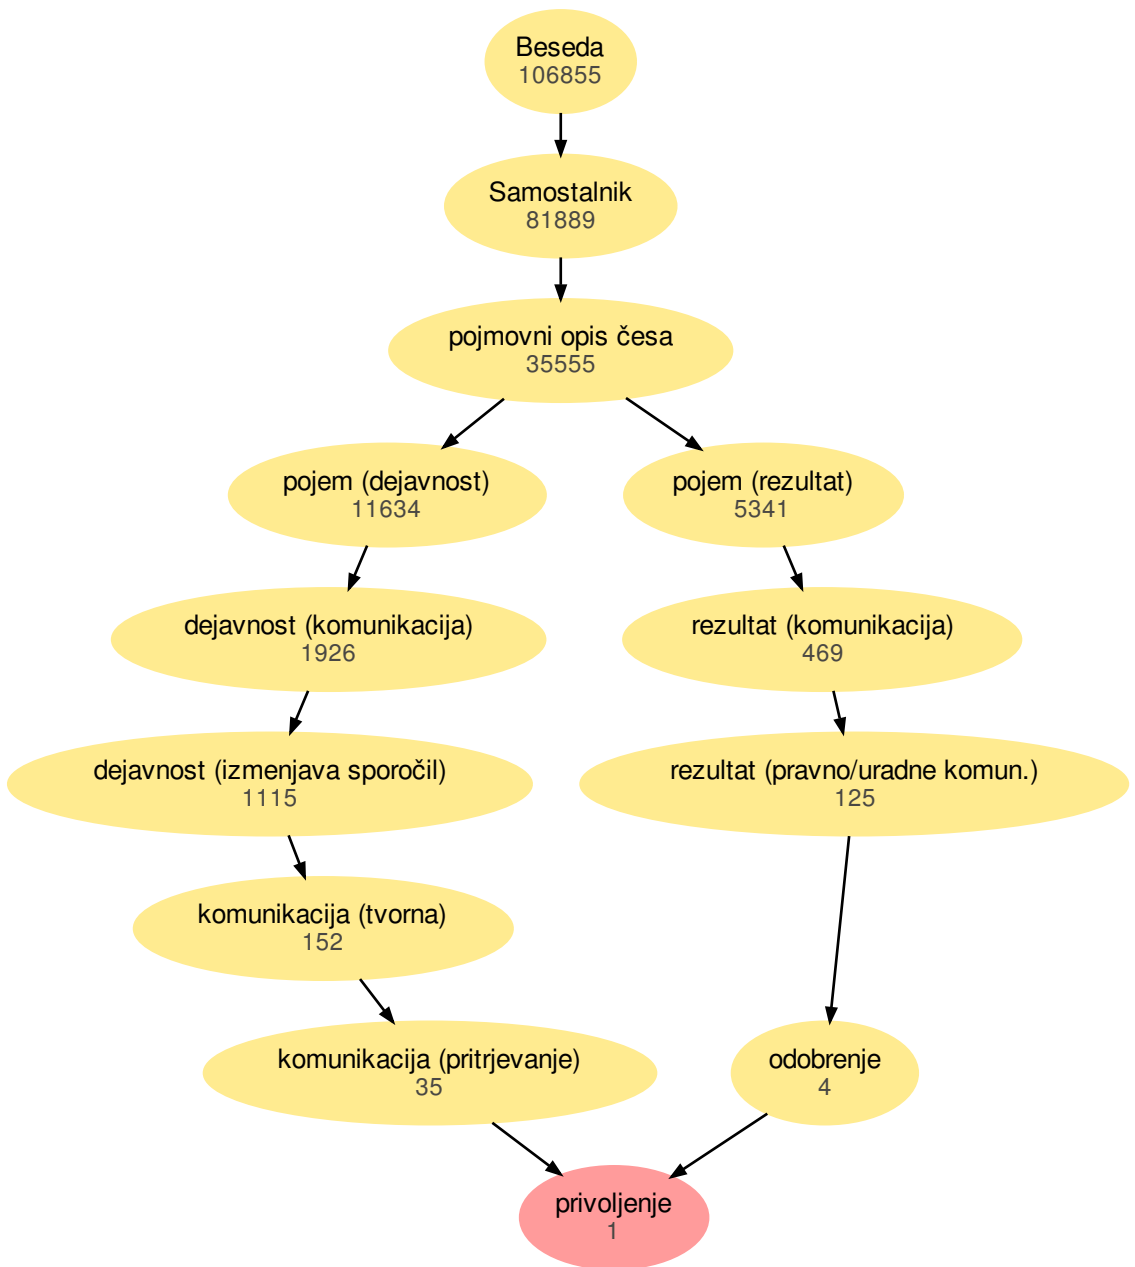 Beseda
106855
Samostalnik
81889
pojmovni opis česa
35555
pojem (dejavnost)
11634
pojem (rezultat)
5341
dejavnost (komunikacija)
1926
rezultat (komunikacija)
469
dejavnost (izmenjava sporočil)
1115
rezultat (pravno/uradne komun.)
125
komunikacija (tvorna)
152
komunikacija (pritrjevanje)
35
odobrenje
4
privoljenje
1